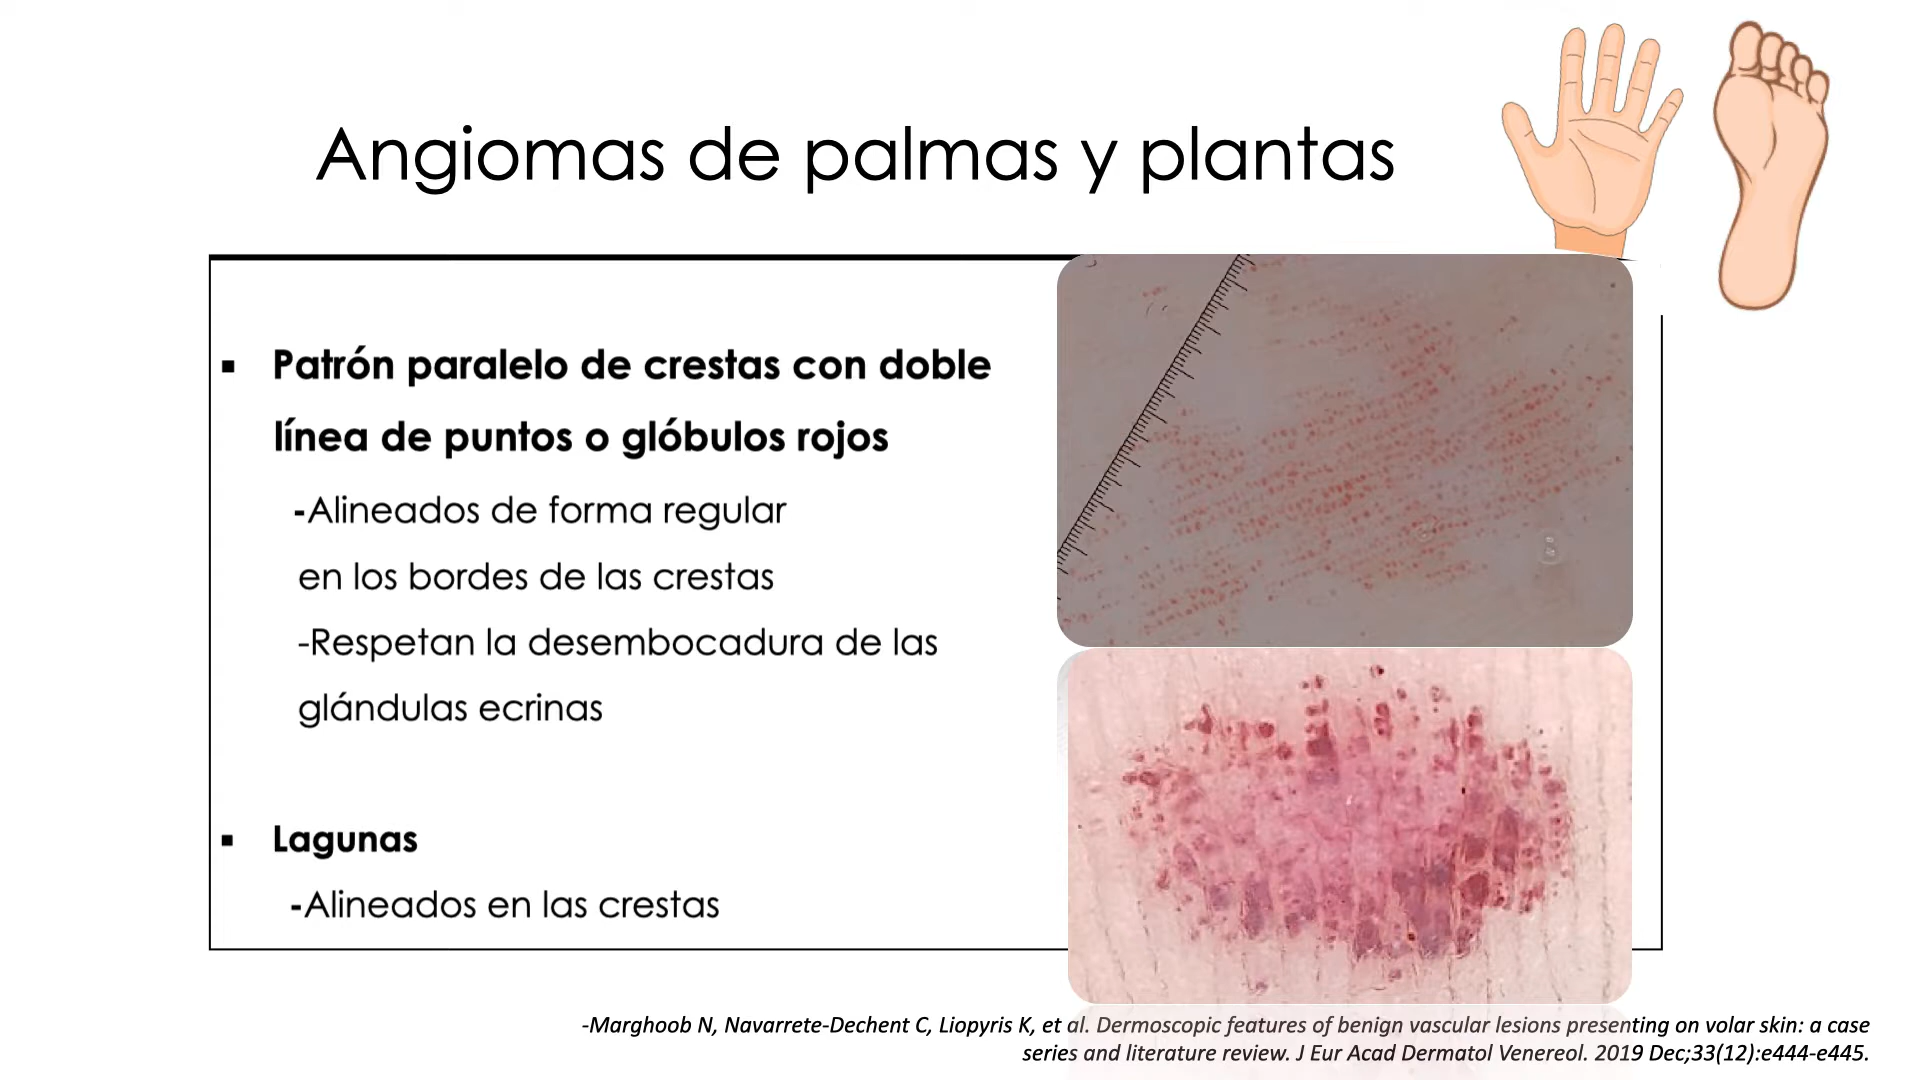 Angiomas de palmas y plantas
▪ Patrón paralelo de crestas con doble
línea de puntos o glóbulos rojos
-Alineados de forma regular
en los bordes de las crestas
-Respetan la desembocadura de las
glándulas ecrinas
▪ Lagunas
-Alineados en las crestas
-Marghoob N, Navarrete-Dechent C, Liopyris K, et al. Dermoscopic features of benign vascular lesions presenting on volar skin: a case
series and literature review. J Eur Acad Dermatol Venereol. 2019 Dec;33(12):e444-e445.